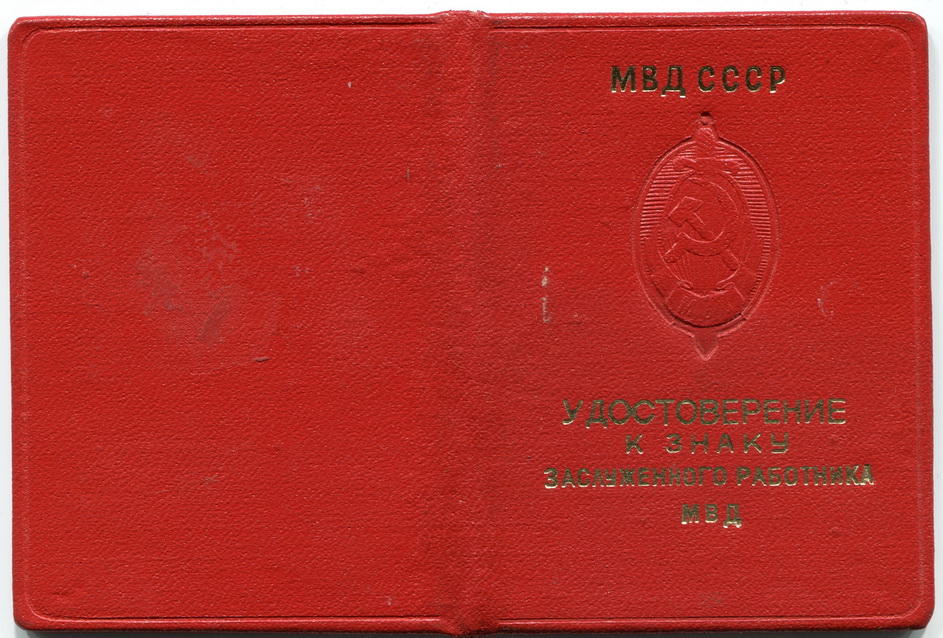 МВД СССР
УДОСТОВЕРЕНИЕ
К ЗНАКУ
ЗАСЛУЖЕННОГО РАБОТНИКА
МВД